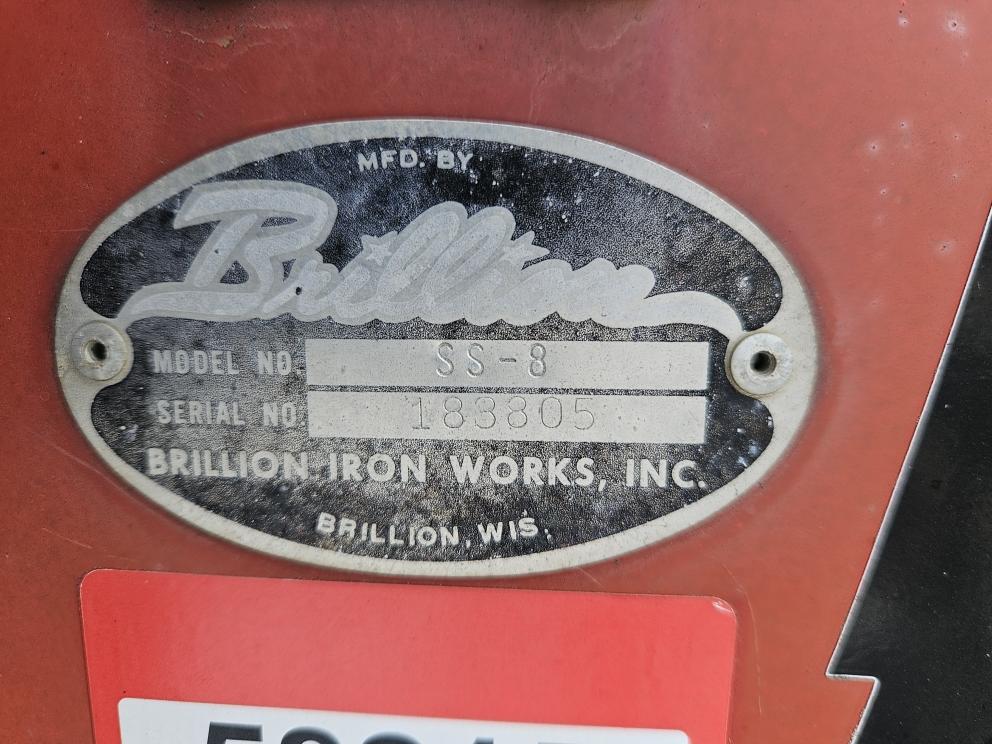 MFD. BY
Brillion
MODEL NO. SS-8
SERIAL NO. 183805
BRILLION IRON WORKS, INC.
BRILLION, WIS.